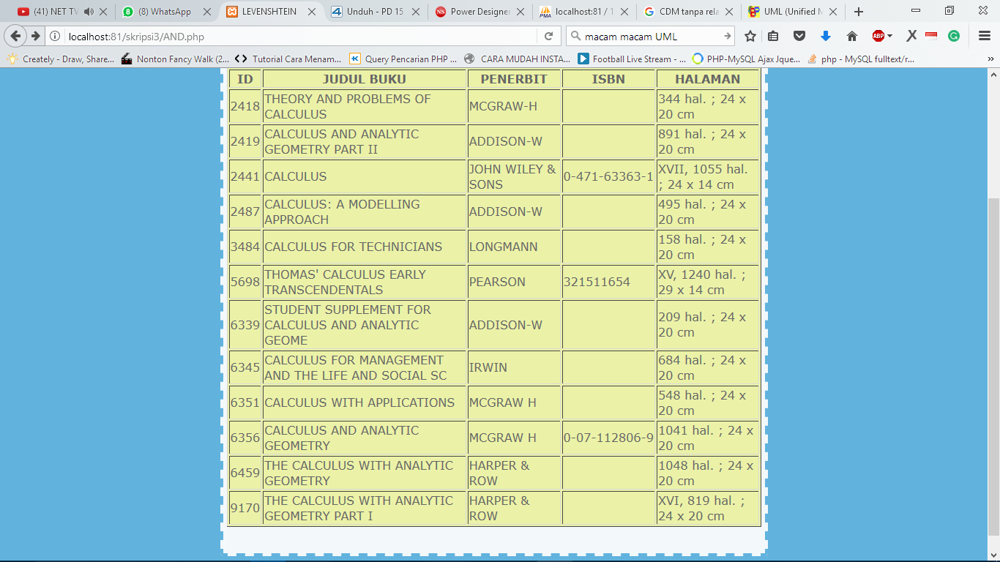 (41) NET TV
(8) WhatsApp
LEVENSHTEIN
Unduh - PD 15
Power Designer
localhost:81 / 1
CDM tanpa rela
UML (Unified M
localhost:81/skripsi3/AND.php
macam macam UML
Creately - Draw, Share...
Nonton Fancy Walk (2...
Tutorial Cara Menam...
Query Pencarian PHP ...
CARA MUDAH INSTA...
Football Live Stream - ...
PHP-MySQL Ajax Jque...
php - MySQL fulltext/r...
ID JUDUL BUKU PENERBIT ISBN HALAMAN
2418 THEORY AND PROBLEMS OF
CALCULUS
MCGRAW-H
344 hal. ; 24 x
20 cm
2419 CALCULUS AND ANALYTIC
GEOMETRY PART II
ADDISON-W
891 hal. ; 24 x
20 cm
2441 CALCULUS
JOHN WILEY &
SONS
0-471-63363-1
XVII, 1055 hal.
; 24 x 14 cm
2487 CALCULUS: A MODELLING
APPROACH
ADDISON-W
495 hal. ; 24 x
20 cm
3484 CALCULUS FOR TECHNICIANS
LONGMANN
158 hal. ; 24 x
20 cm
5698 THOMAS' CALCULUS EARLY
TRANSCENDENTALS
PEARSON
321511654
XV, 1240 hal. ;
29 x 14 cm
6339 STUDENT SUPPLEMENT FOR
CALCULUS AND ANALYTIC
GEOME
ADDISON-W
209 hal. ; 24 x
20 cm
6345 CALCULUS FOR MANAGEMENT
AND THE LIFE AND SOCIAL SC
IRWIN
684 hal. ; 24 x
20 cm
6351 CALCULUS WITH APPLICATIONS
MCGRAW H
548 hal. ; 24 x
20 cm
6356 CALCULUS AND ANALYTIC
GEOMETRY
MCGRAW H
0-07-112806-9
1041 hal. ; 24 x
20 cm
6459 THE CALCULUS WITH ANALYTIC
GEOMETRY
HARPER &
ROW
1048 hal. ; 24 x
20 cm
9170 THE CALCULUS WITH ANALYTIC
GEOMETRY PART I
HARPER &
ROW
XVI, 819 hal. ;
24 x 20 cm